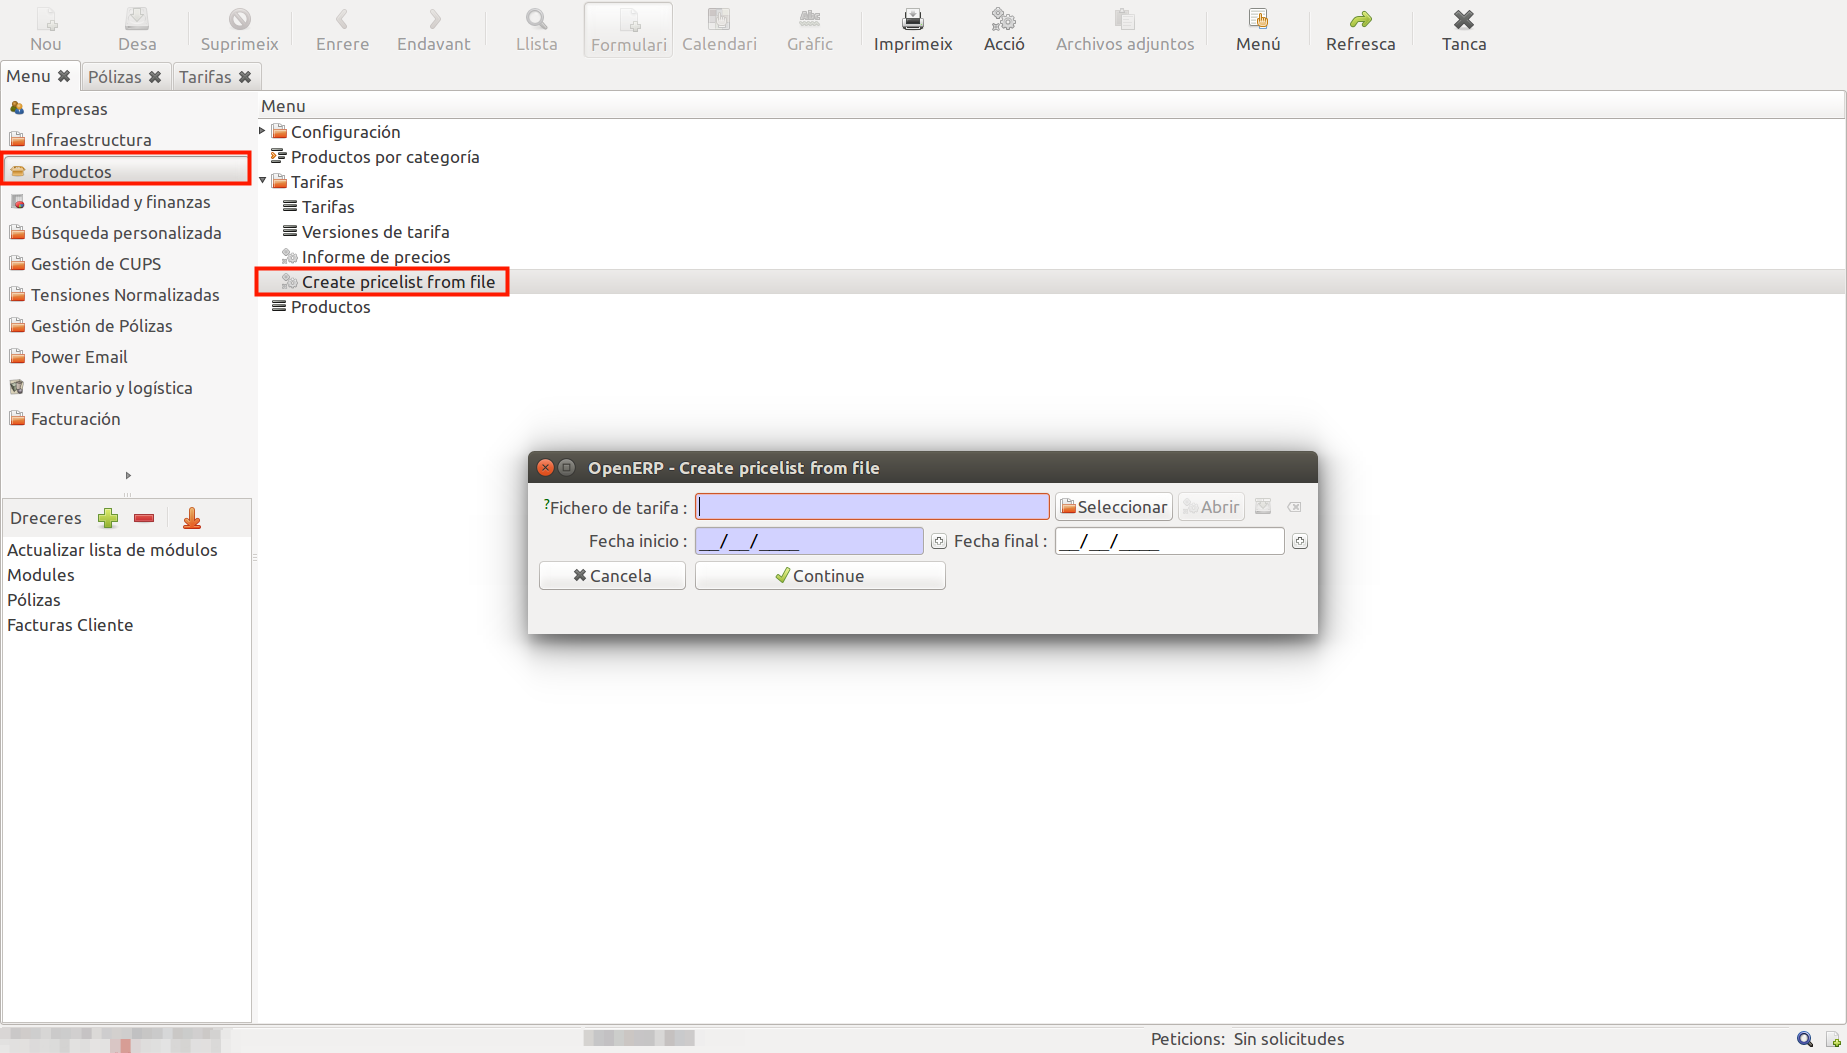 Nou Desa Suprimeix Enrere Endavant Llista Formulari Calendari Gràfic Imprimeix Acció Archivos adjuntos Menú Refresca Tanca
Menu Pólizas Tarifas
Empresas
Infraestructura
Productos
Contabilidad y finanzas
Búsqueda personalizada
Gestión de CUPS
Tensiones Normalizadas
Gestión de Pólizas
Power Email
Inventario y logística
Facturación
Dreceres
Actualizar lista de módulos
Modules
Pólizas
Facturas Cliente
Menu
Configuración
Productos por categoría
Tarifas
Tarifas
Versiones de tarifa
Informe de precios
Create pricelist from file
Productos
OpenERP - Create pricelist from file
?Fichero de tarifa : Seleccionar Abrir
Fecha inicio : __/__/____ Fecha final : __/__/____
Cancela Continue
Peticions: Sin solicitudes